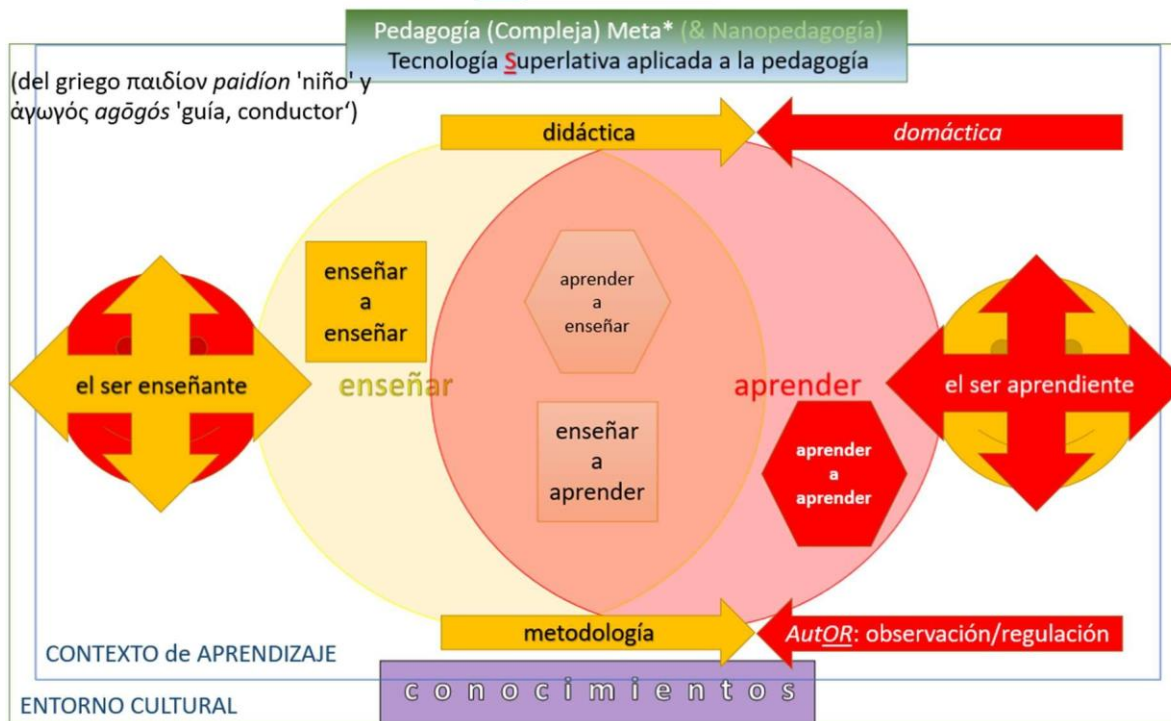 Pedagogía (Compleja) Meta* (& Nanopedagogía)
Tecnología Superlativa aplicada a la pedagogía
(del griego παιδίον paidíon 'niño' y
ἀγωγός agōgós 'guía, conductor‘)
didáctica
domáctica
enseñar
a
enseñar
aprender
a
enseñar
el ser enseñante
enseñar
aprender
el ser aprendiente
enseñar
a
aprender
aprender
a
aprender
metodología
AutOR: observación/regulación
CONTEXTO de APRENDIZAJE
conocimientos
ENTORNO CULTURAL